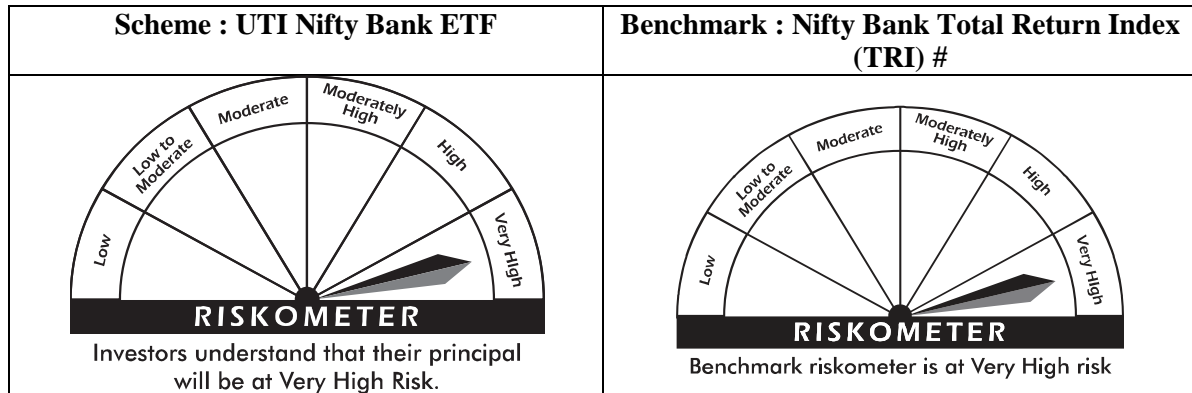 Scheme : UTI Nifty Bank ETF
Benchmark : Nifty Bank Total Return Index
(TRI) #
Low
Low to
Moderate
Moderate
Moderately
High
High
Very High
RISKOMETER
Investors understand that their principal
will be at Very High Risk.
Low
Low to
Moderate
Moderate
Moderately
High
High
Very High
RISKOMETER
Benchmark riskometer is at Very High risk